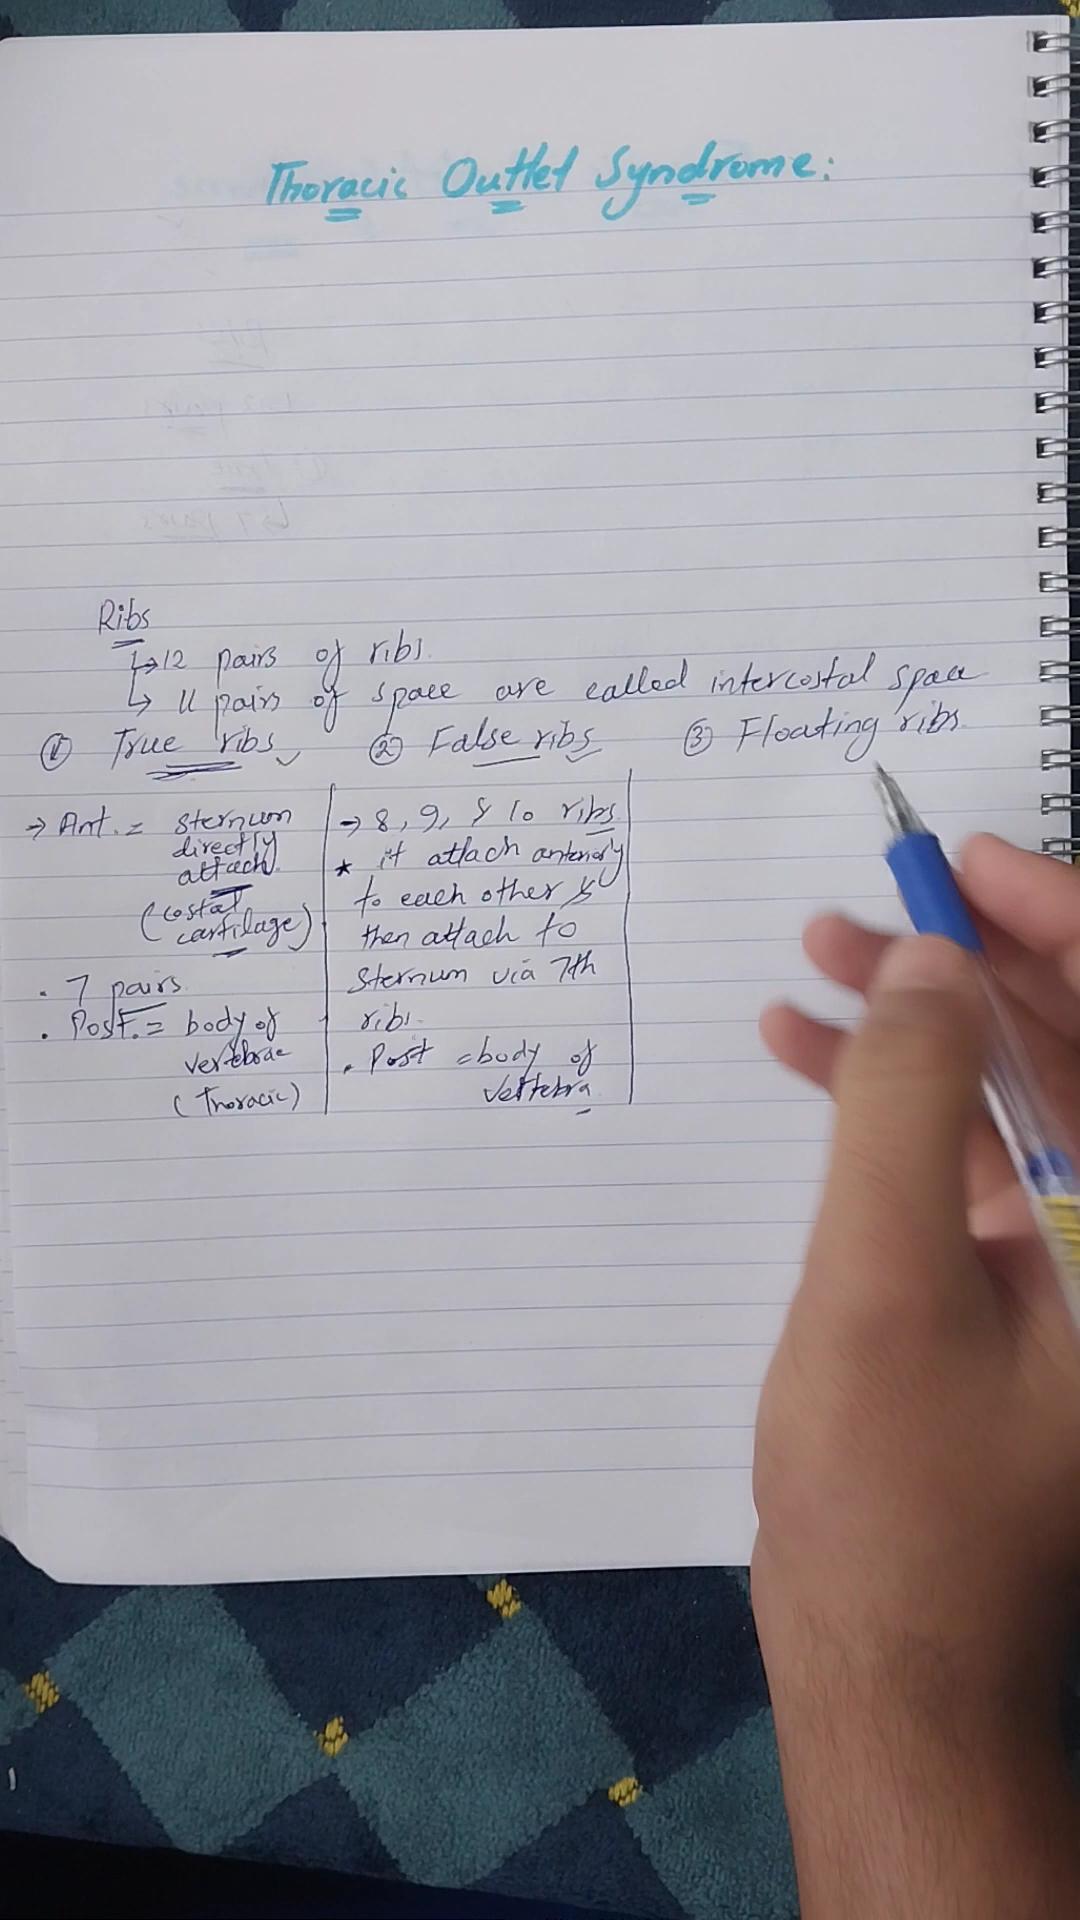 Thoracic Outlet Syndrome:
Ribs
↳ 12 pairs of ribs.
↳ 11 pairs of space are called intercostal space
① True ribs
② False ribs
③ Floating ribs.
→ Ant. = sternum
directly
attach.
(costal
cartilage)
• 7 pairs.
• Post. = body of
vertebrae
(Thoracic)
→ 8, 9, & 10 ribs.
* it attach anteriorly
to each other &
then attach to
sternum via 7th
ribs.
• Post = body of
vertebra